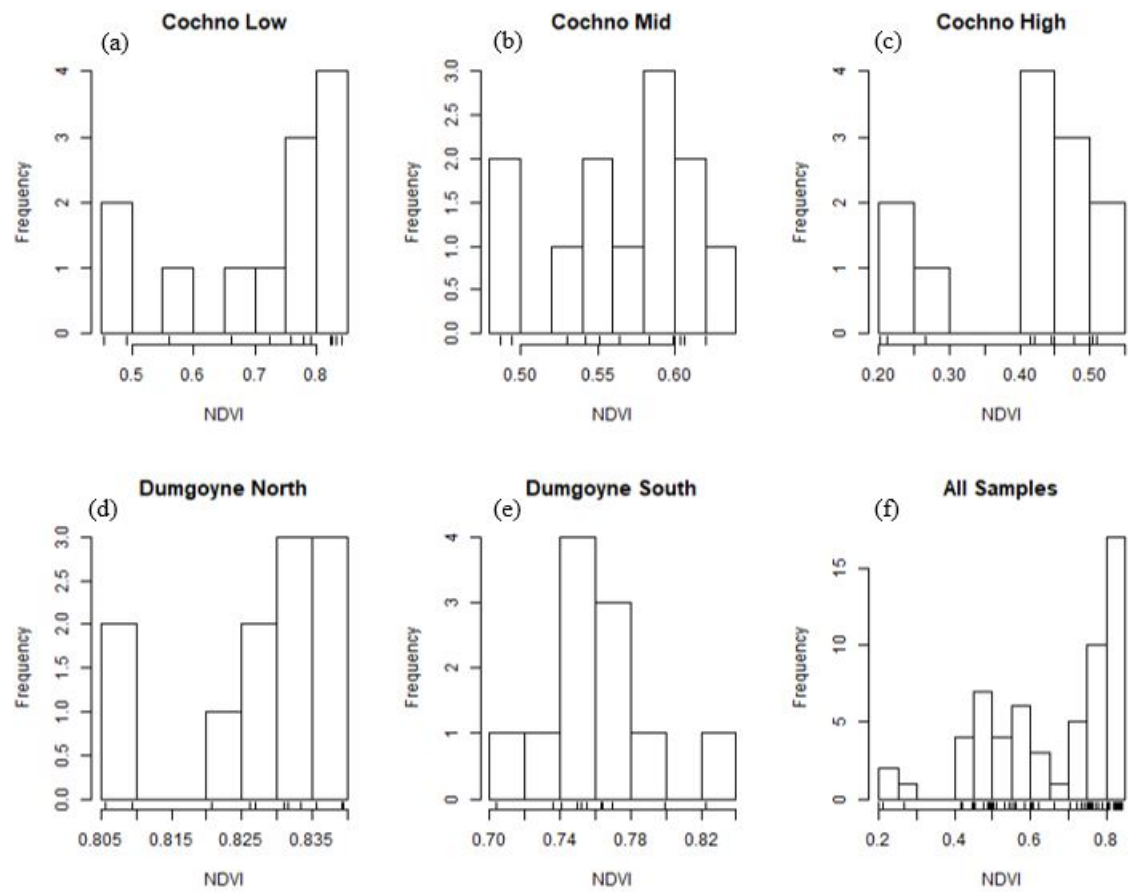 Cochno Low
(a)
Frequency
0 1 2 3 4
0.5 0.6 0.7 0.8
NDVI
Cochno Mid
(b)
Frequency
0.0 0.5 1.0 1.5 2.0 2.5 3.0
0.50 0.55 0.60
NDVI
Cochno High
(c)
Frequency
0 1 2 3 4
0.20 0.30 0.40 0.50
NDVI
Dumgoyne North
(d)
Frequency
0.0 0.5 1.0 1.5 2.0 2.5 3.0
0.805 0.815 0.825 0.835
NDVI
Dumgoyne South
(e)
Frequency
0 1 2 3 4
0.70 0.74 0.78 0.82
NDVI
All Samples
(f)
Frequency
0 5 10 15
0.2 0.4 0.6 0.8
NDVI